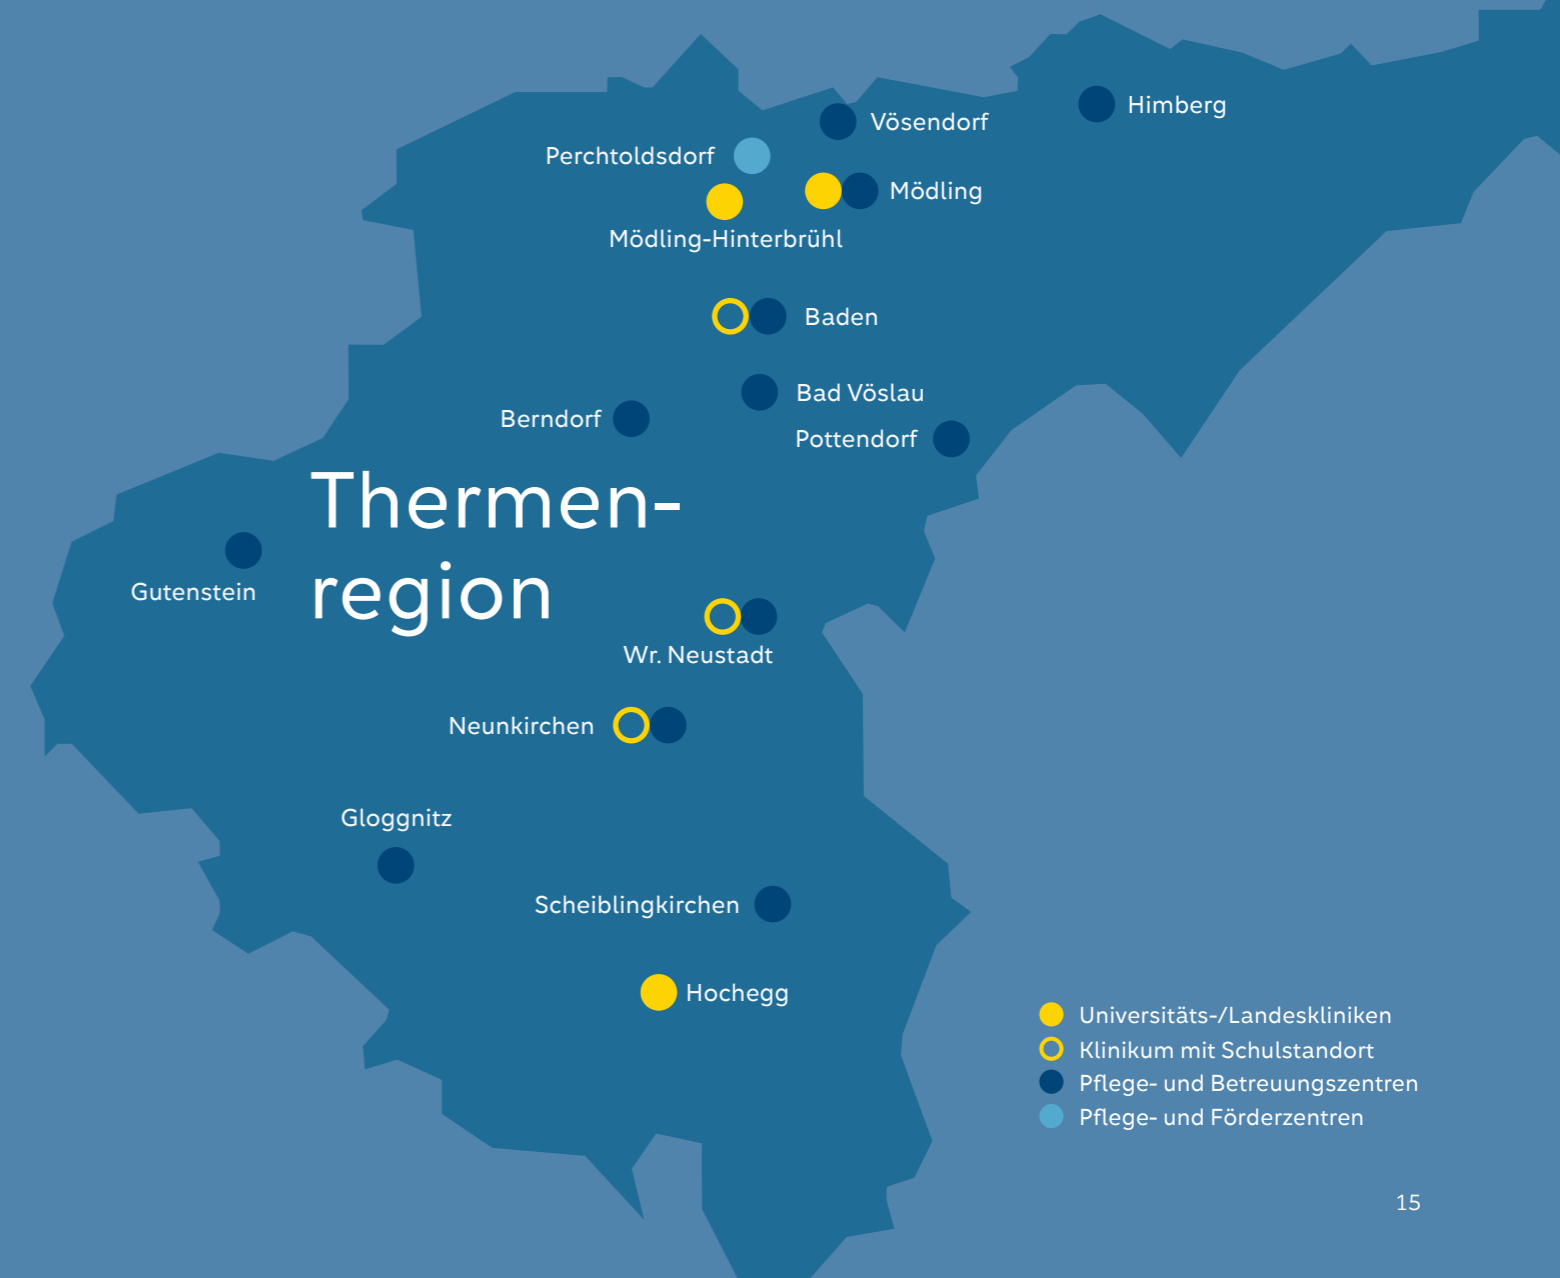 Himberg
Vösendorf
Perchtoldsdorf
Mödling
Mödling-Hinterbrühl
Baden
Bad Vöslau
Berndorf
Pottendorf
Thermen-
region
Gutenstein
Wr. Neustadt
Neunkirchen
Gloggnitz
Scheiblingkirchen
Hochegg
Universitäts-/Landeskliniken
Klinikum mit Schulstandort
Pflege- und Betreuungszentren
Pflege- und Förderzentren
15